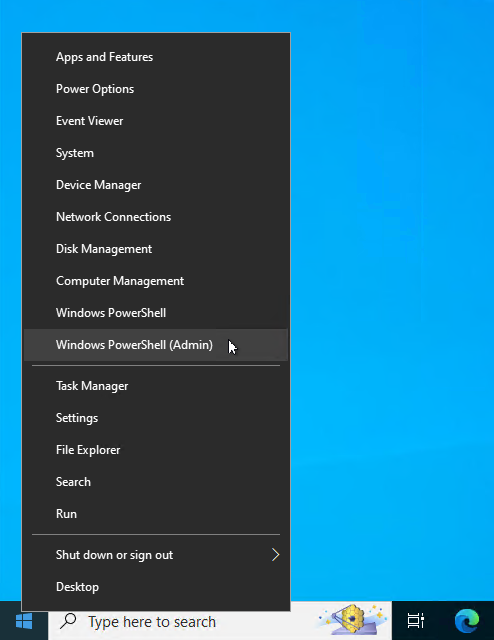 Apps and Features
Power Options
Event Viewer
System
Device Manager
Network Connections
Disk Management
Computer Management
Windows PowerShell
Windows PowerShell (Admin)
Task Manager
Settings
File Explorer
Search
Run
Shut down or sign out
Desktop
Type here to search